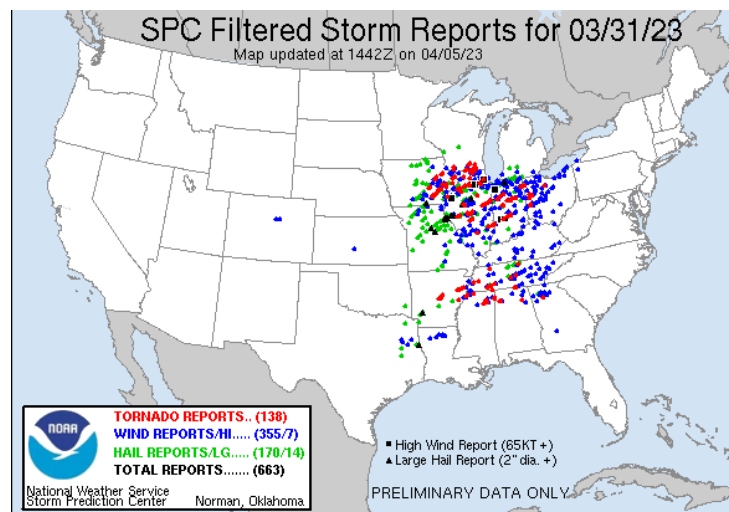 SPC Filtered Storm Reports for 03/31/23
Map updated at 1442Z on 04/05/23
NOAA
TORNADO REPORTS.. (138)
WIND REPORTS/HI..... (355/7)
HAIL REPORTS/LG..... (170/14)
TOTAL REPORTS....... (663)
National Weather Service
Storm Prediction Center Norman, Oklahoma
High Wind Report (65KT +)
Large Hail Report (2" dia. +)
PRELIMINARY DATA ONLY